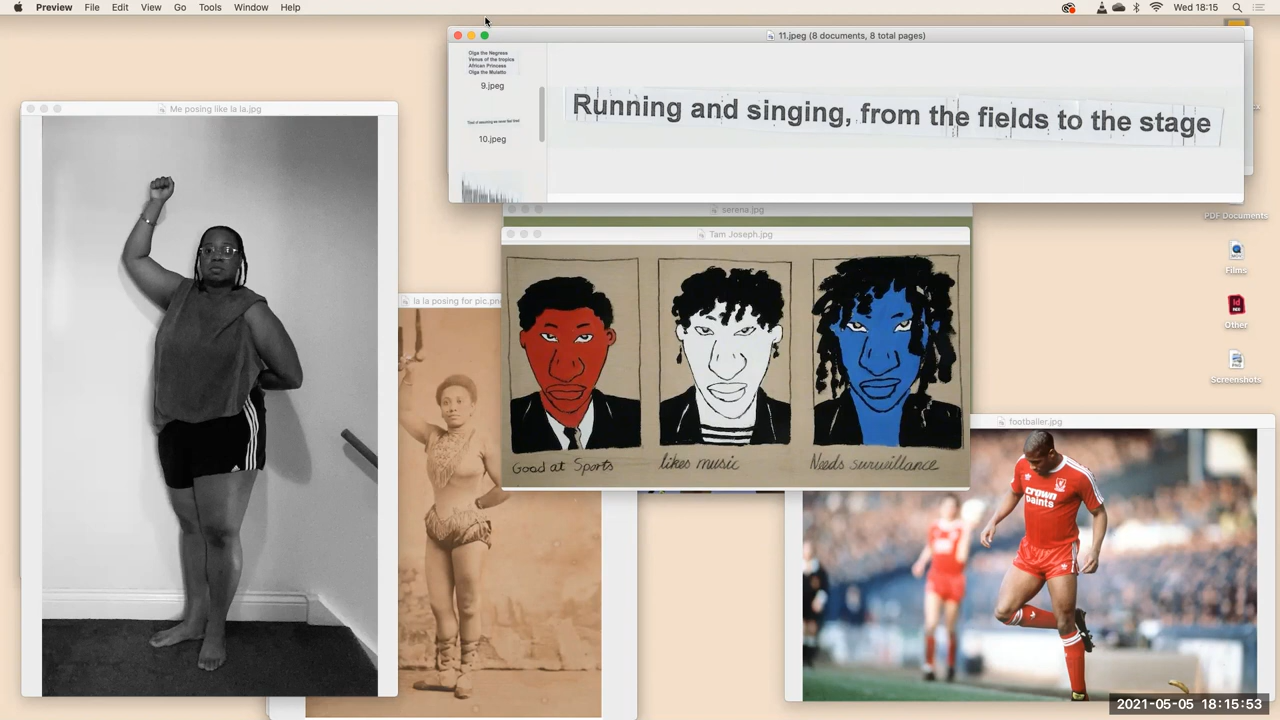 Preview File Edit View Go Tools Window Help
Wed 18:15
11.jpeg (8 documents, 8 total pages)
Olga the Negress
Venus of the tropics
African Princess
Olga the Mulatto
9.jpeg
10.jpeg
Running and singing, from the fields to the stage
Me posing like la la.jpg
serena.jpg
PDF Documents
Tam Joseph.jpg
Films
la la posing for pic.png
Id
Other
PNG
Screenshots
footballer.jpg
Good at Sports
likes music
Needs surveillance
crown
paints
2021-05-05 18:15:53